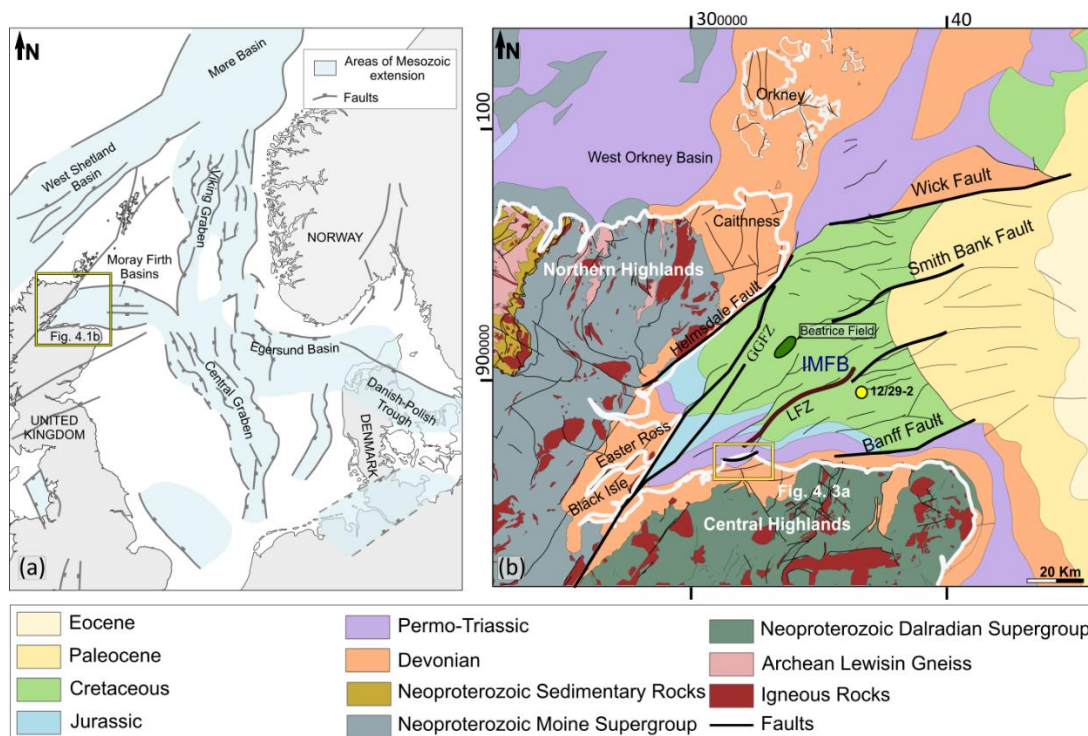 N
Møre Basin
Areas of Mesozoic
extension
Faults
West Shetland
Basin
Viking Graben
NORWAY
Moray Firth
Basins
Fig. 4.1b
Egersund Basin
Central Graben
Danish-Polish
Trough
UNITED
KINGDOM
DENMARK
(a)
300000
40
100
900000
N
Orkney
West Orkney Basin
Wick Fault
Caithness
Smith Bank Fault
Northern Highlands
Helmsdale Fault
GGFZ
Beatrice Field
IMFB
12/29-2
LFZ
Banff Fault
Easter Ross
Black Isle
Fig. 4. 3a
Central Highlands
20 Km
(b)
Eocene
Paleocene
Cretaceous
Jurassic
Permo-Triassic
Devonian
Neoproterozoic Sedimentary Rocks
Neoproterozoic Moine Supergroup
Neoproterozoic Dalradian Supergroup
Archean Lewisin Gneiss
Igneous Rocks
Faults